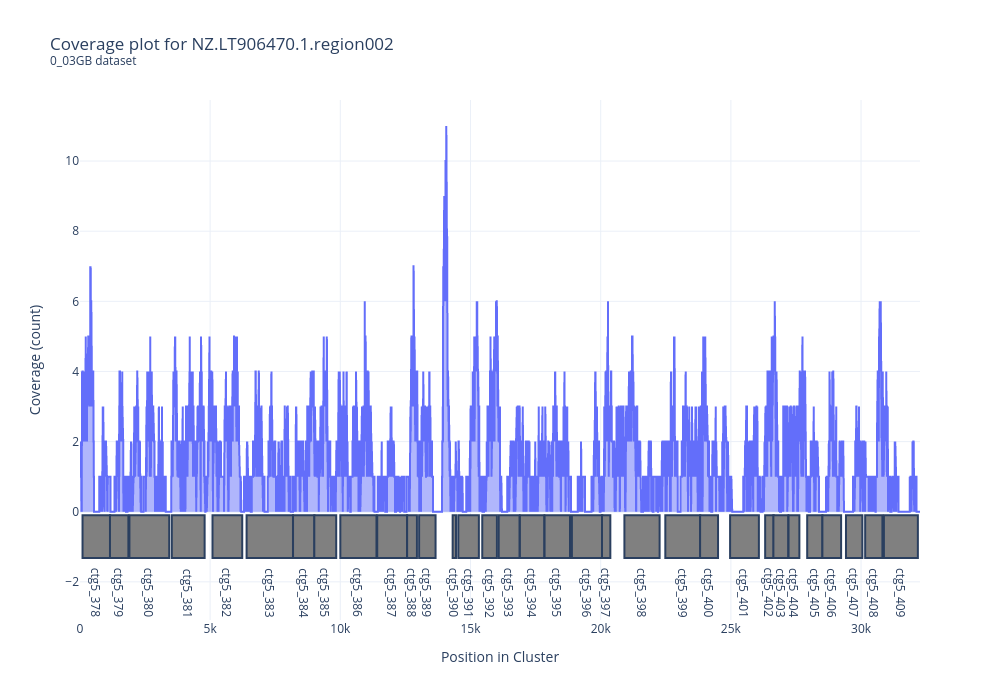 Coverage plot for NZ.LT906470.1.region002
0_03GB dataset
Coverage (count)
10
8
6
4
2
0
−2
ctg5_378
ctg5_379
ctg5_380
ctg5_381
ctg5_382
ctg5_383
ctg5_384
ctg5_385
ctg5_386
ctg5_387
ctg5_388
ctg5_389
ctg5_390
ctg5_391
ctg5_392
ctg5_393
ctg5_394
ctg5_395
ctg5_396
ctg5_397
ctg5_398
ctg5_399
ctg5_400
ctg5_401
ctg5_402
ctg5_403
ctg5_404
ctg5_405
ctg5_406
ctg5_407
ctg5_408
ctg5_409
0 5k 10k 15k 20k 25k 30k
Position in Cluster